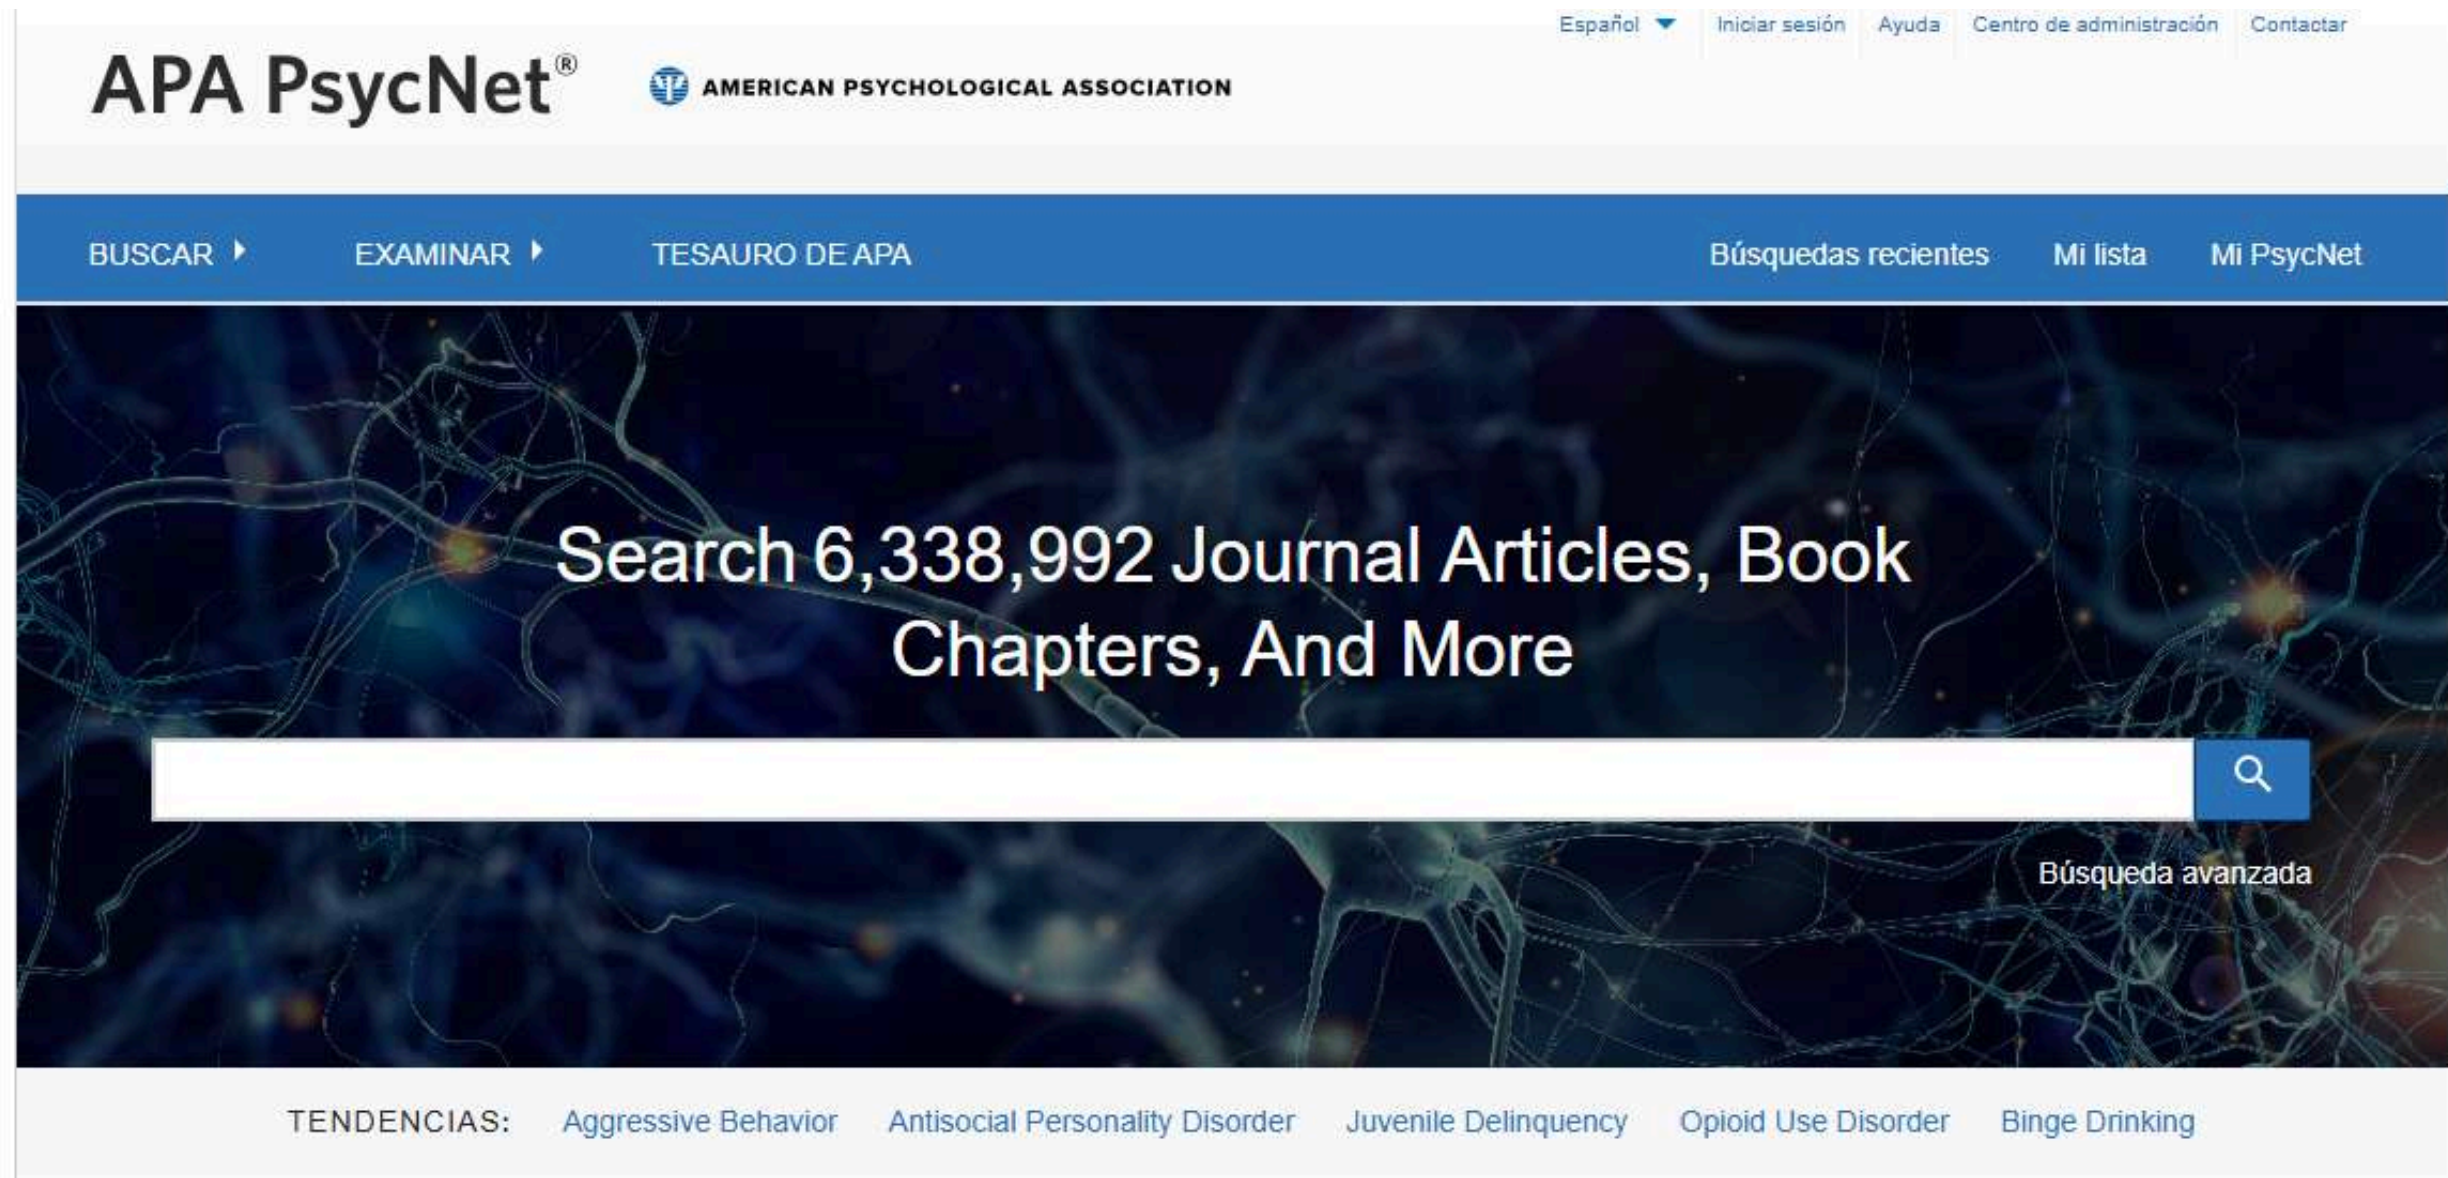 Español Iniciar sesión Ayuda Centro de administración Contactar
APA PsycNet® AMERICAN PSYCHOLOGICAL ASSOCIATION
BUSCAR EXAMINAR TESAURO DE APA Búsquedas recientes Mi lista Mi PsycNet
Search 6,338,992 Journal Articles, Book
Chapters, And More
Búsqueda avanzada
TENDENCIAS: Aggressive Behavior Antisocial Personality Disorder Juvenile Delinquency Opioid Use Disorder Binge Drinking